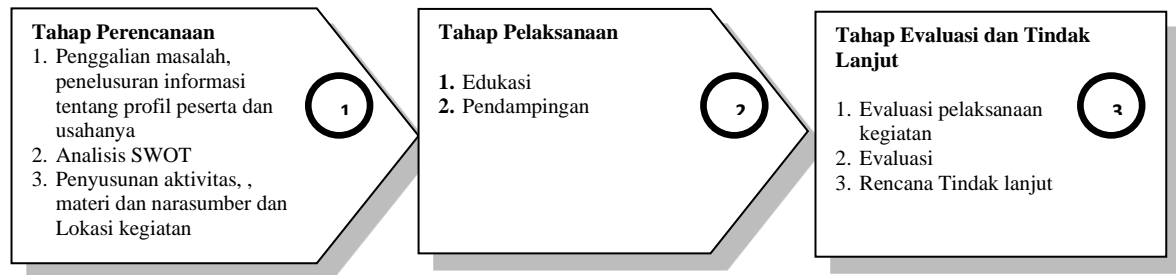 Tahap Perencanaan
1. Penggalian masalah,
penelusuran informasi
tentang profil peserta dan
usahanya
2. Analisis SWOT
3. Penyusunan aktivitas, ,
materi dan narasumber dan
Lokasi kegiatan
1
Tahap Pelaksanaan
1. Edukasi
2. Pendampingan
2
Tahap Evaluasi dan Tindak
Lanjut
1. Evaluasi pelaksanaan
kegiatan
2. Evaluasi
3. Rencana Tindak lanjut
3